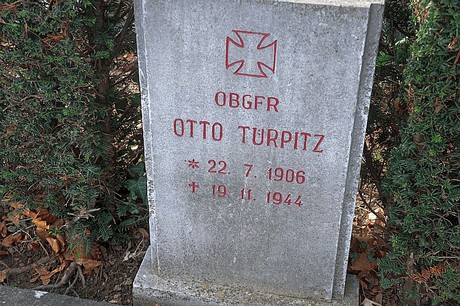 OBGFR
OTTO TURPITZ
* 22. 7. 1906
† 19. 11. 1944